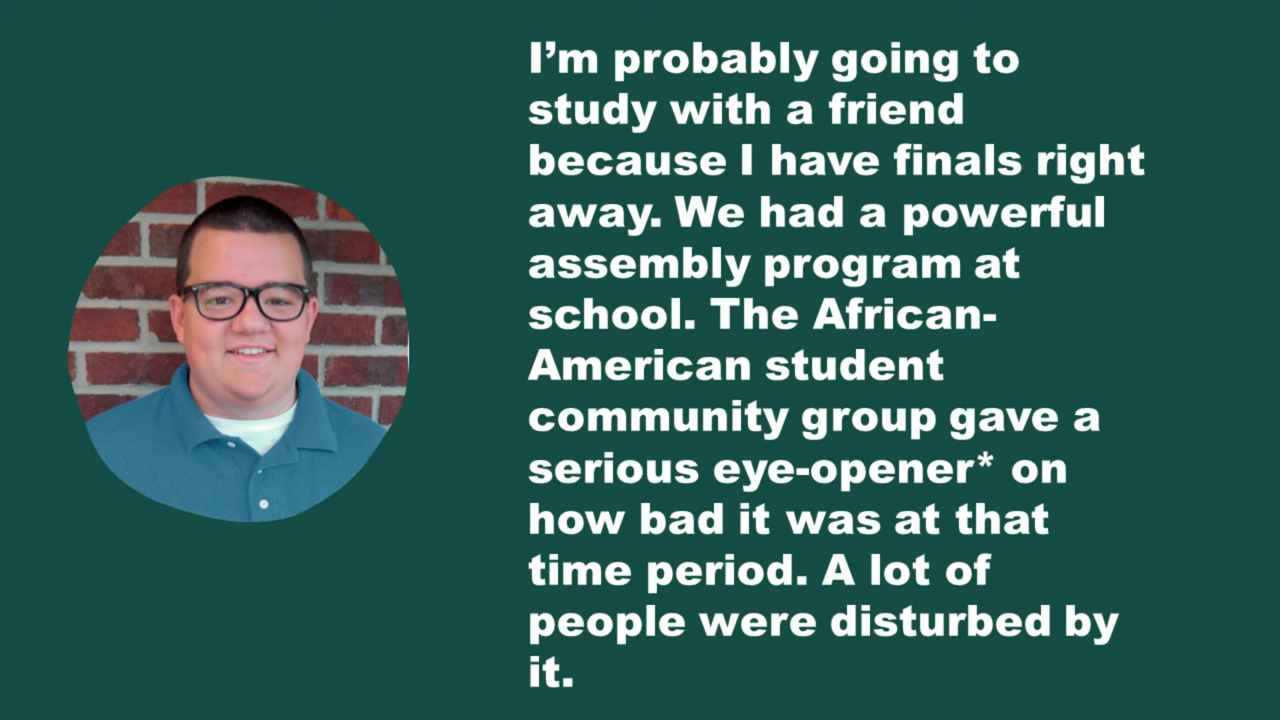 I’m probably going to
study with a friend
because I have finals right
away. We had a powerful
assembly program at
school. The African-
American student
community group gave a
serious eye-opener* on
how bad it was at that
time period. A lot of
people were disturbed by
it.